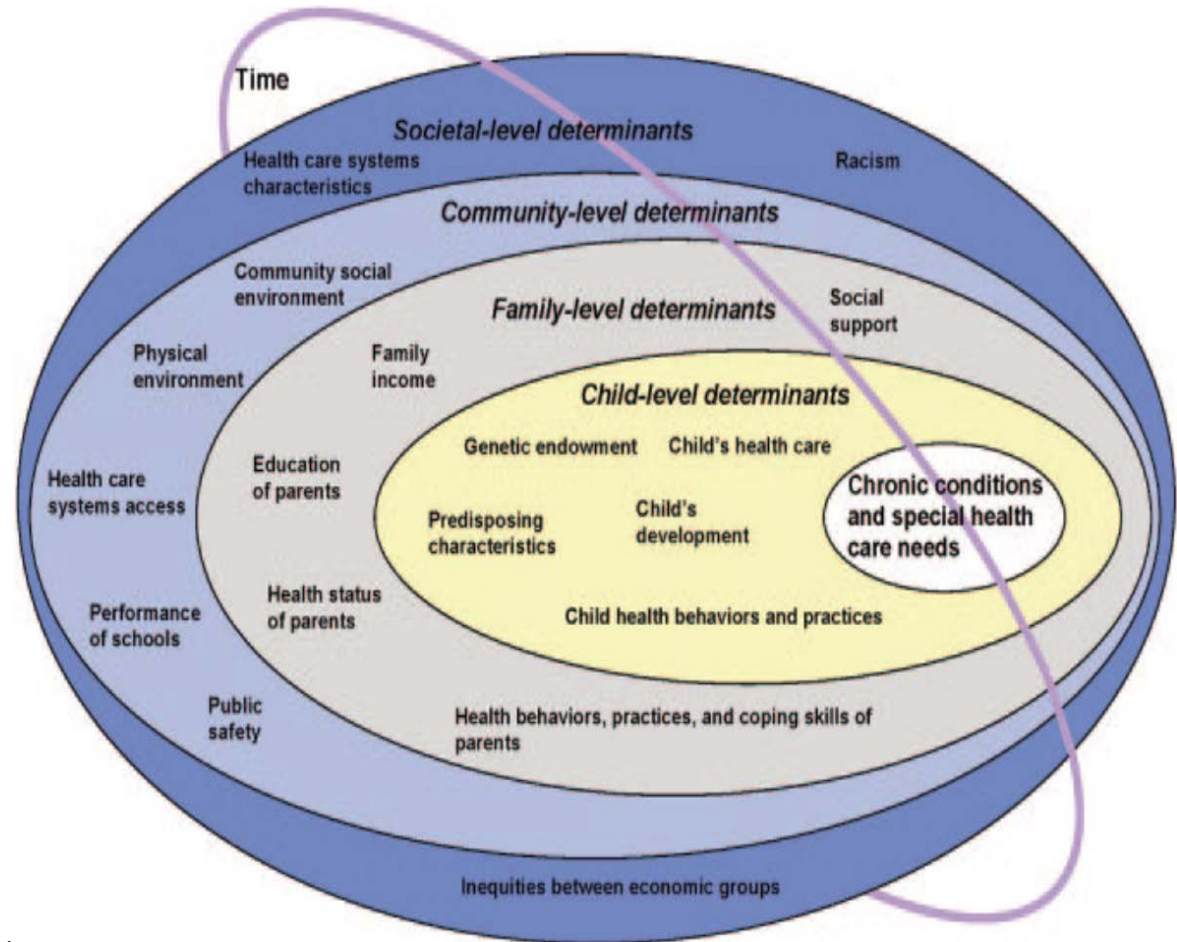 Time
Societal-level determinants
Health care systems
characteristics
Racism
Community-level determinants
Community social
environment
Family-level determinants
Social
support
Physical
environment
Family
income
Child-level determinants
Genetic endowment
Child's health care
Health care
systems access
Education
of parents
Predisposing
characteristics
Child's
development
Chronic conditions
and special health
care needs
Performance
of schools
Health status
of parents
Child health behaviors and practices
Public
safety
Health behaviors, practices, and coping skills of
parents
Inequities between economic groups